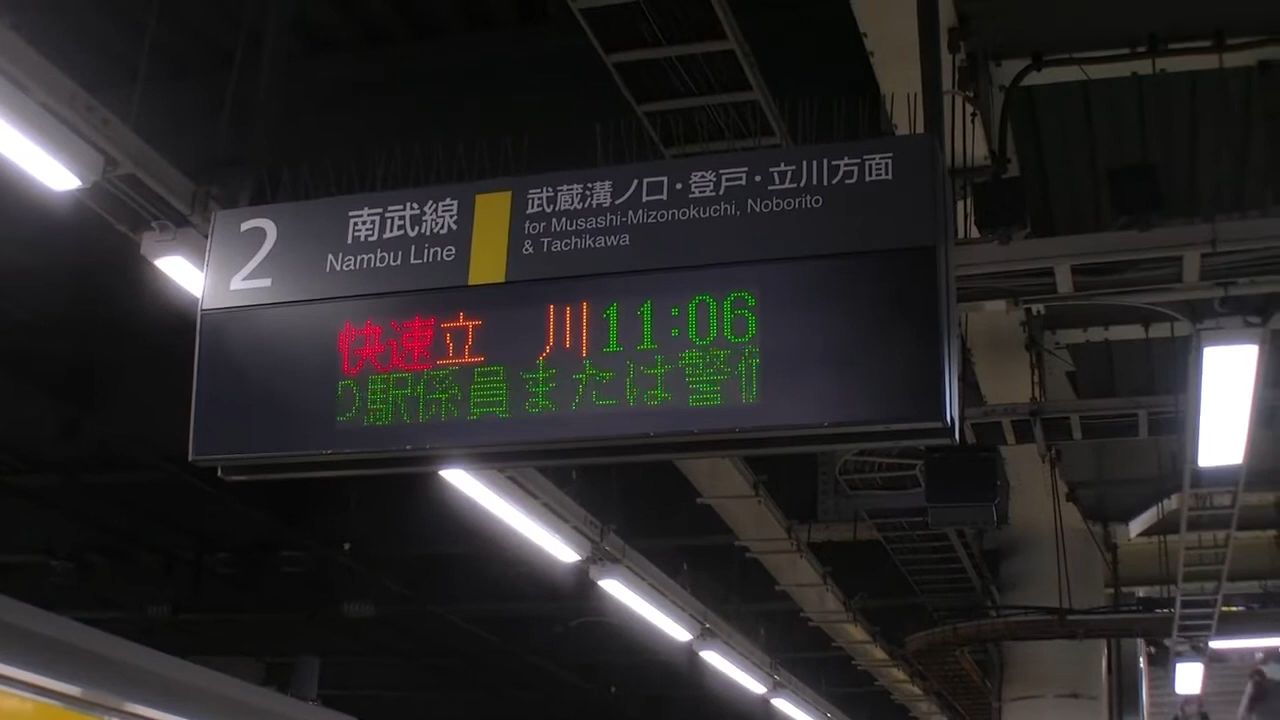 2
南武線
Nambu Line
武蔵溝ノ口・登戸・立川方面
for Musashi-Mizonokuchi, Noborito
& Tachikawa
快速立 川11:06
駅係員または警